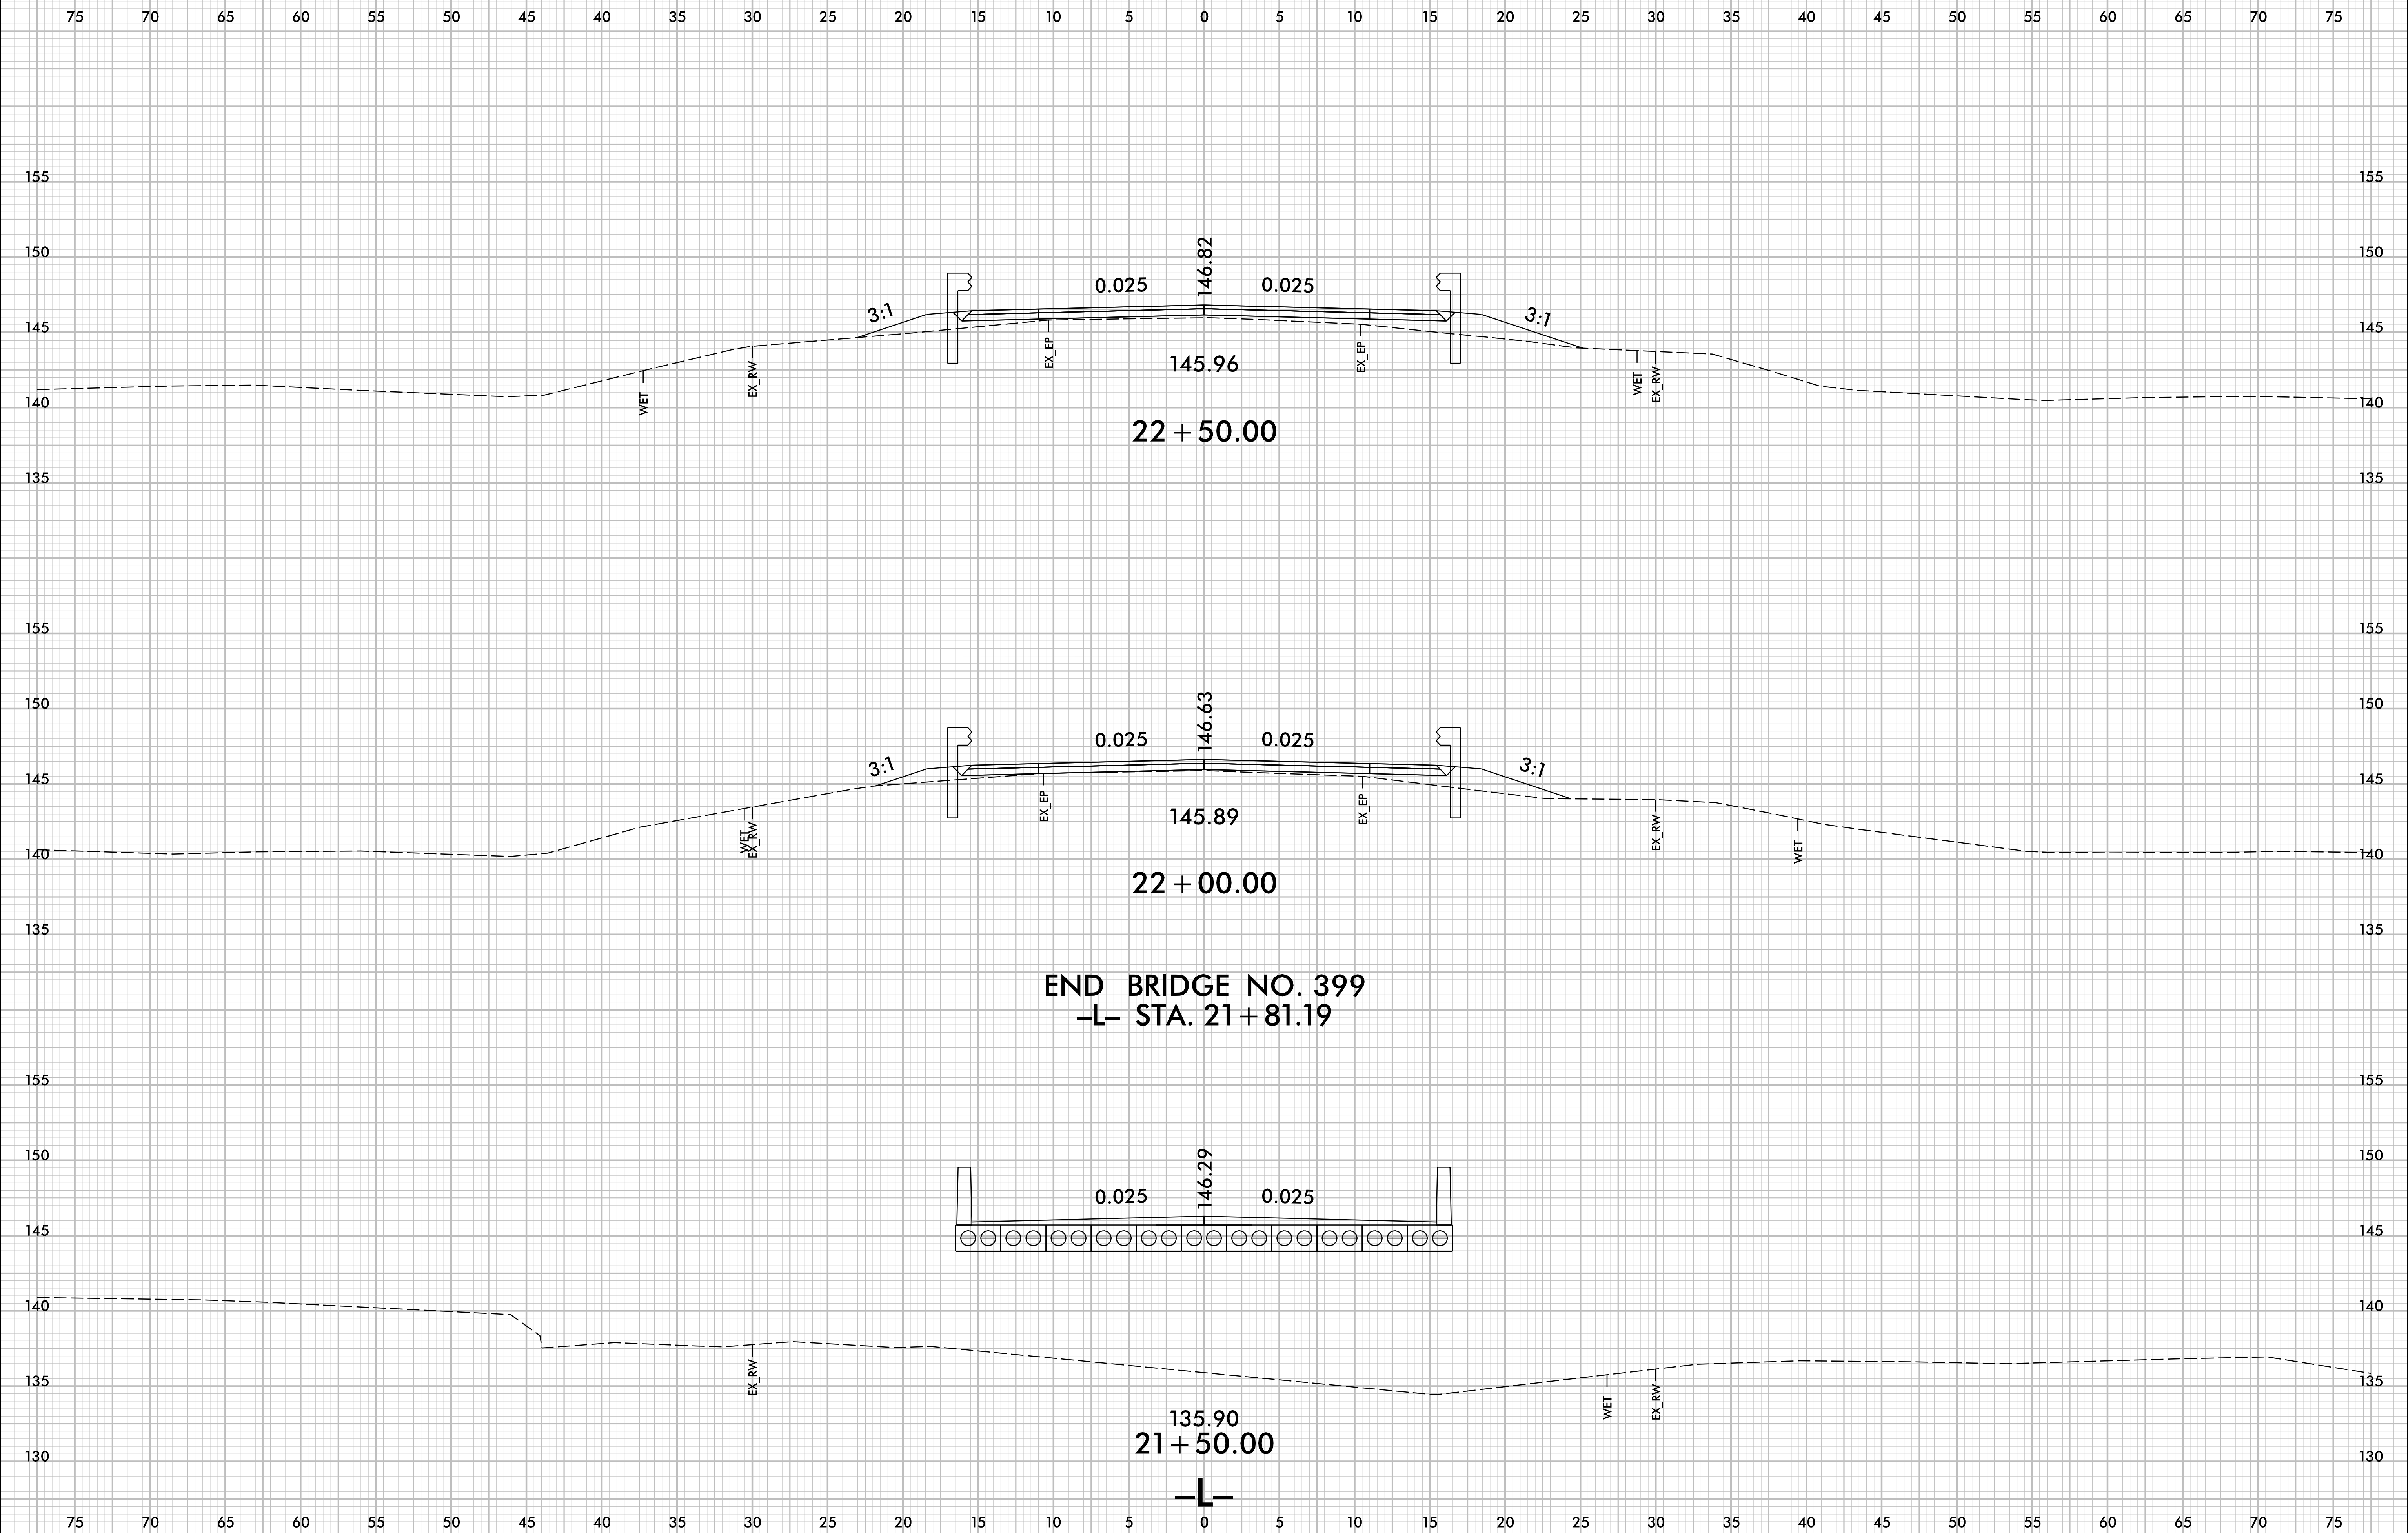 75 70 65 60 55 50 45 40 35 30 25 20 15 10 5 0 5 10 15 20 25 30 35 40 45 50 55 60 65 70 75
155 155
146.82
150 150
0.025 0.025
3:1 3:1
145 145
EX_EP EX_EP
145.96
EX_RW WET EX_RW
WET
140 140
22+50.00
135 135
155 155
146.63
150 150
0.025 0.025
3:1 3:1
145 145
EX_EP EX_EP
145.89
WET EX_RW EX_RW
WET
140 140
22+00.00
135 135
END BRIDGE NO. 399
–L– STA. 21+81.19
155 155
146.29
150 150
0.025 0.025
145 145
140 140
EX_RW WET EX_RW
135 135
135.90
21+50.00
130 130
–L–
75 70 65 60 55 50 45 40 35 30 25 20 15 10 5 0 5 10 15 20 25 30 35 40 45 50 55 60 65 70 75